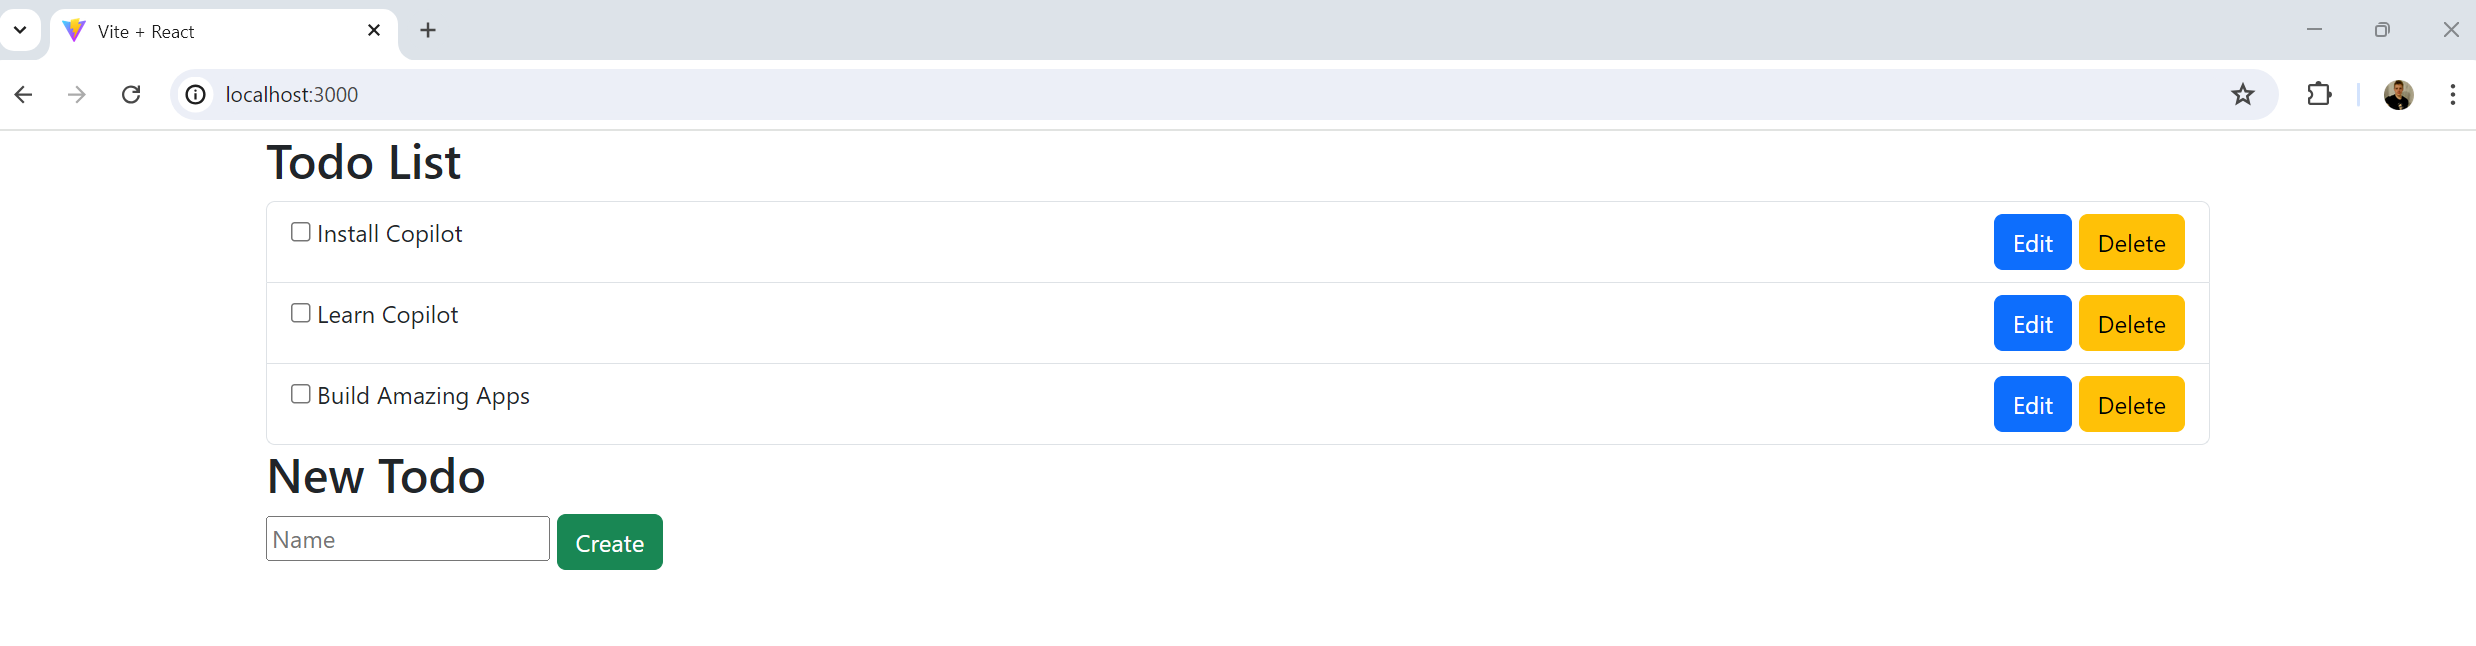 Vite + React
localhost:3000
Todo List
Install Copilot Edit Delete
Learn Copilot Edit Delete
Build Amazing Apps Edit Delete
New Todo
Name Create